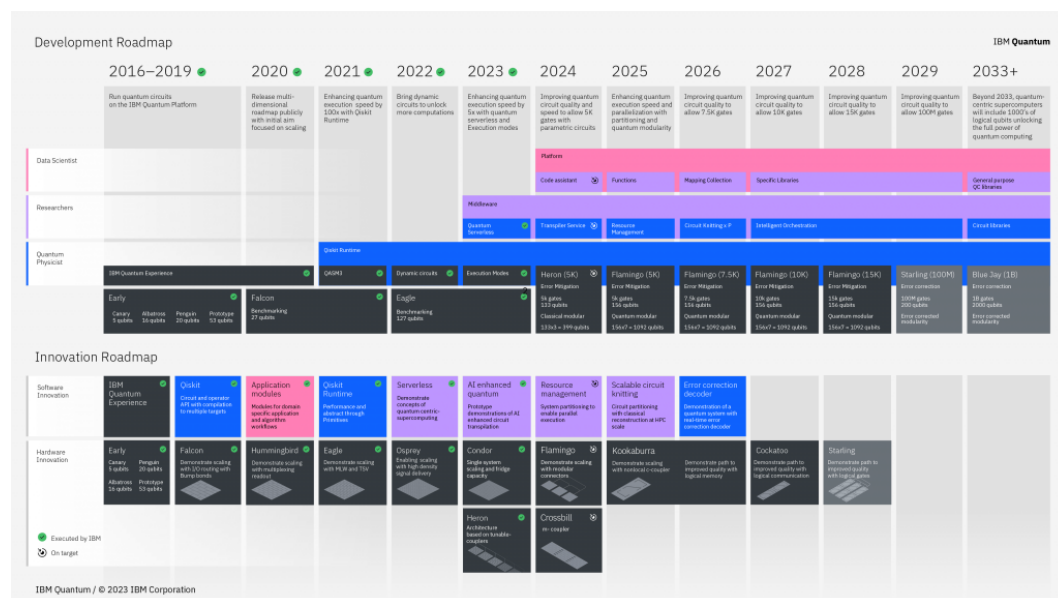 Development Roadmap
IBM Quantum
2016–2019
2020
2021
2022
2023
2024
2025
2026
2027
2028
2029
2033+
Run quantum circuits
on the IBM Quantum Platform
Release multi-
dimensional
roadmap publicly
with initial aim
focused on scaling
Enhancing quantum
execution speed by
100x with Qiskit
Runtime
Bring dynamic
circuits to unlock
more computations
Enhancing quantum
execution speed by
5x with quantum
serverless and
Execution modes
Improving quantum
circuit quality and
speed to allow 5K
gates with
parametric circuits
Enhancing quantum
execution speed and
parallelization with
partitioning and
quantum modularity
Improving quantum
circuit quality to
allow 7.5K gates
Improving quantum
circuit quality to
allow 10K gates
Improving quantum
circuit quality to
allow 15K gates
Improving quantum
circuit quality to
allow 100M gates
Beyond 2033, quantum-
centric supercomputers
will include 1000's of
logical qubits unlocking
the full power of
quantum computing
Data Scientist
Platform
Code assistant
Functions
Mapping Collection
Specific Libraries
General purpose
QC libraries
Researchers
Middleware
Quantum
Serverless
Transpiler Service
Resource
Management
Circuit Knitting x P
Intelligent Orchestration
Circuit libraries
Quantum
Physicist
Qiskit Runtime
IBM Quantum Experience
QASM3
Dynamic circuits
Execution Modes
Heron (5K)
Error Mitigation
5k gates
133 qubits
Classical modular
133x3 = 399 qubits
Flamingo (5K)
Error Mitigation
5k gates
156 qubits
Quantum modular
156x7 = 1092 qubits
Flamingo (7.5K)
Error Mitigation
7.5k gates
156 qubits
Quantum modular
156x7 = 1092 qubits
Flamingo (10K)
Error Mitigation
10k gates
156 qubits
Quantum modular
156x7 = 1092 qubits
Flamingo (15K)
Error Mitigation
15k gates
156 qubits
Quantum modular
156x7 = 1092 qubits
Starling (100M)
Error correction
100M gates
200 qubits
Error corrected
modularity
Blue Jay (1B)
Error correction
1B gates
2000 qubits
Error corrected
modularity
Early
Canary
5 qubits
Albatross
16 qubits
Penguin
20 qubits
Prototype
53 qubits
Falcon
Benchmarking
27 qubits
Eagle
Benchmarking
127 qubits
Innovation Roadmap
Software
Innovation
IBM
Quantum
Experience
Qiskit
Circuit and operator
API with compilation
to multiple targets
Application
modules
Modules for domain
specific application
and algorithm
workflows
Qiskit
Runtime
Performance and
abstract through
Primitives
Serverless
Demonstrate
concepts of
quantum centric-
supercomputing
AI enhanced
quantum
Prototype
demonstrations of AI
enhanced circuit
transpilation
Resource
management
System partitioning to
enable parallel
execution
Scalable circuit
knitting
Circuit partitioning
with classical
reconstruction at HPC
scale
Error correction
decoder
Demonstration of a
quantum system with
real-time error
correction decoder
Hardware
Innovation
Early
Canary
5 qubits
Penguin
20 qubits
Albatross
16 qubits
Prototype
53 qubits
Falcon
Demonstrate scaling
with I/O routing with
Bump bonds
Hummingbird
Demonstrate scaling
with multiplexing
readout
Eagle
Demonstrate scaling
with MLW and TSV
Osprey
Enabling scaling
with high density
signal delivery
Condor
Single system
scaling and fridge
capacity
Flamingo
Demonstrate scaling
with modular
connectors
Kookaburra
Demonstrate scaling
with nonlocal c-coupler
Demonstrate path to
improved quality with
logical memory
Cockatoo
Demonstrate path to
improved quality with
logical communication
Starling
Demonstrate path to
improved quality with
logical gates
Heron
Architecture
based on tunable-
couplers
Crossbill
m- coupler
Executed by IBM
On target
IBM Quantum / © 2023 IBM Corporation